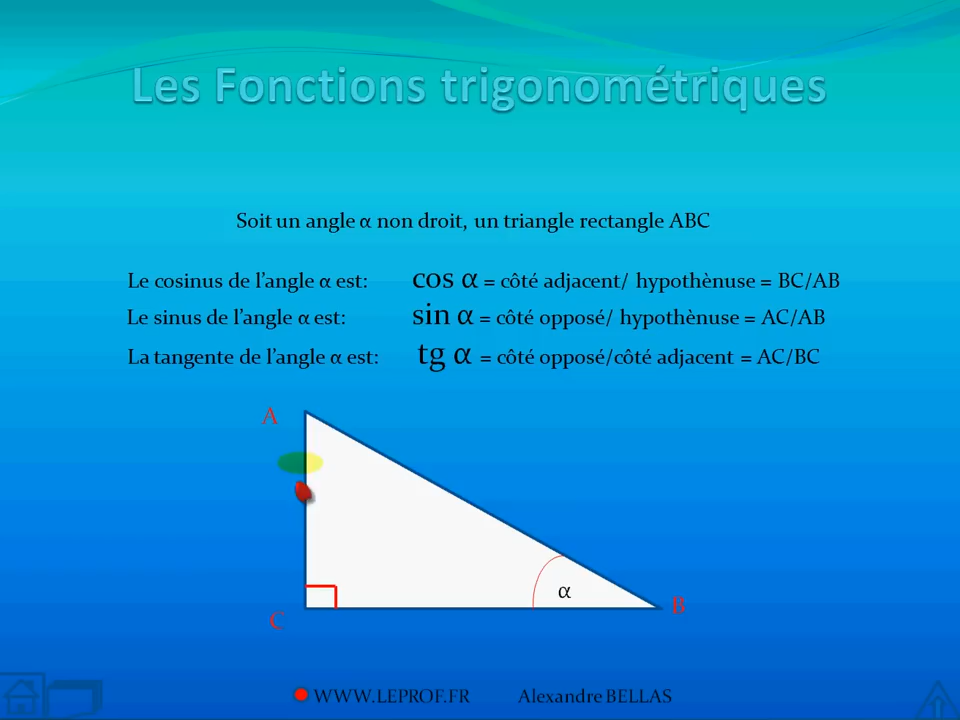 Les Fonctions trigonométriques
Soit un angle α non droit, un triangle rectangle ABC
Le cosinus de l'angle α est: cos α = côté adjacent/ hypothènuse = BC/AB
Le sinus de l'angle α est: sin α = côté opposé/ hypothènuse = AC/AB
La tangente de l'angle α est: tg α = côté opposé/côté adjacent = AC/BC
A
α
B
C
WWW.LEPROF.FR Alexandre BELLAS